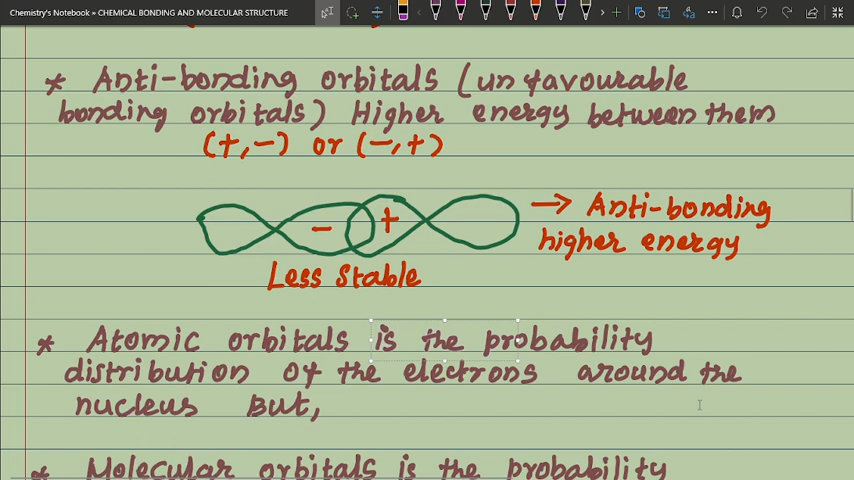 Chemistry's Notebook » CHEMICAL BONDING AND MOLECULAR STRUCTURE
* Anti-bonding orbitals (unfavourable
bonding orbitals) Higher energy between them
(+,-) or (-,+)
- + → Anti-bonding
higher energy
Less Stable
* Atomic orbitals is the probability
distribution of the electrons around the
nucleus But,
* Molecular orbitals is the probability